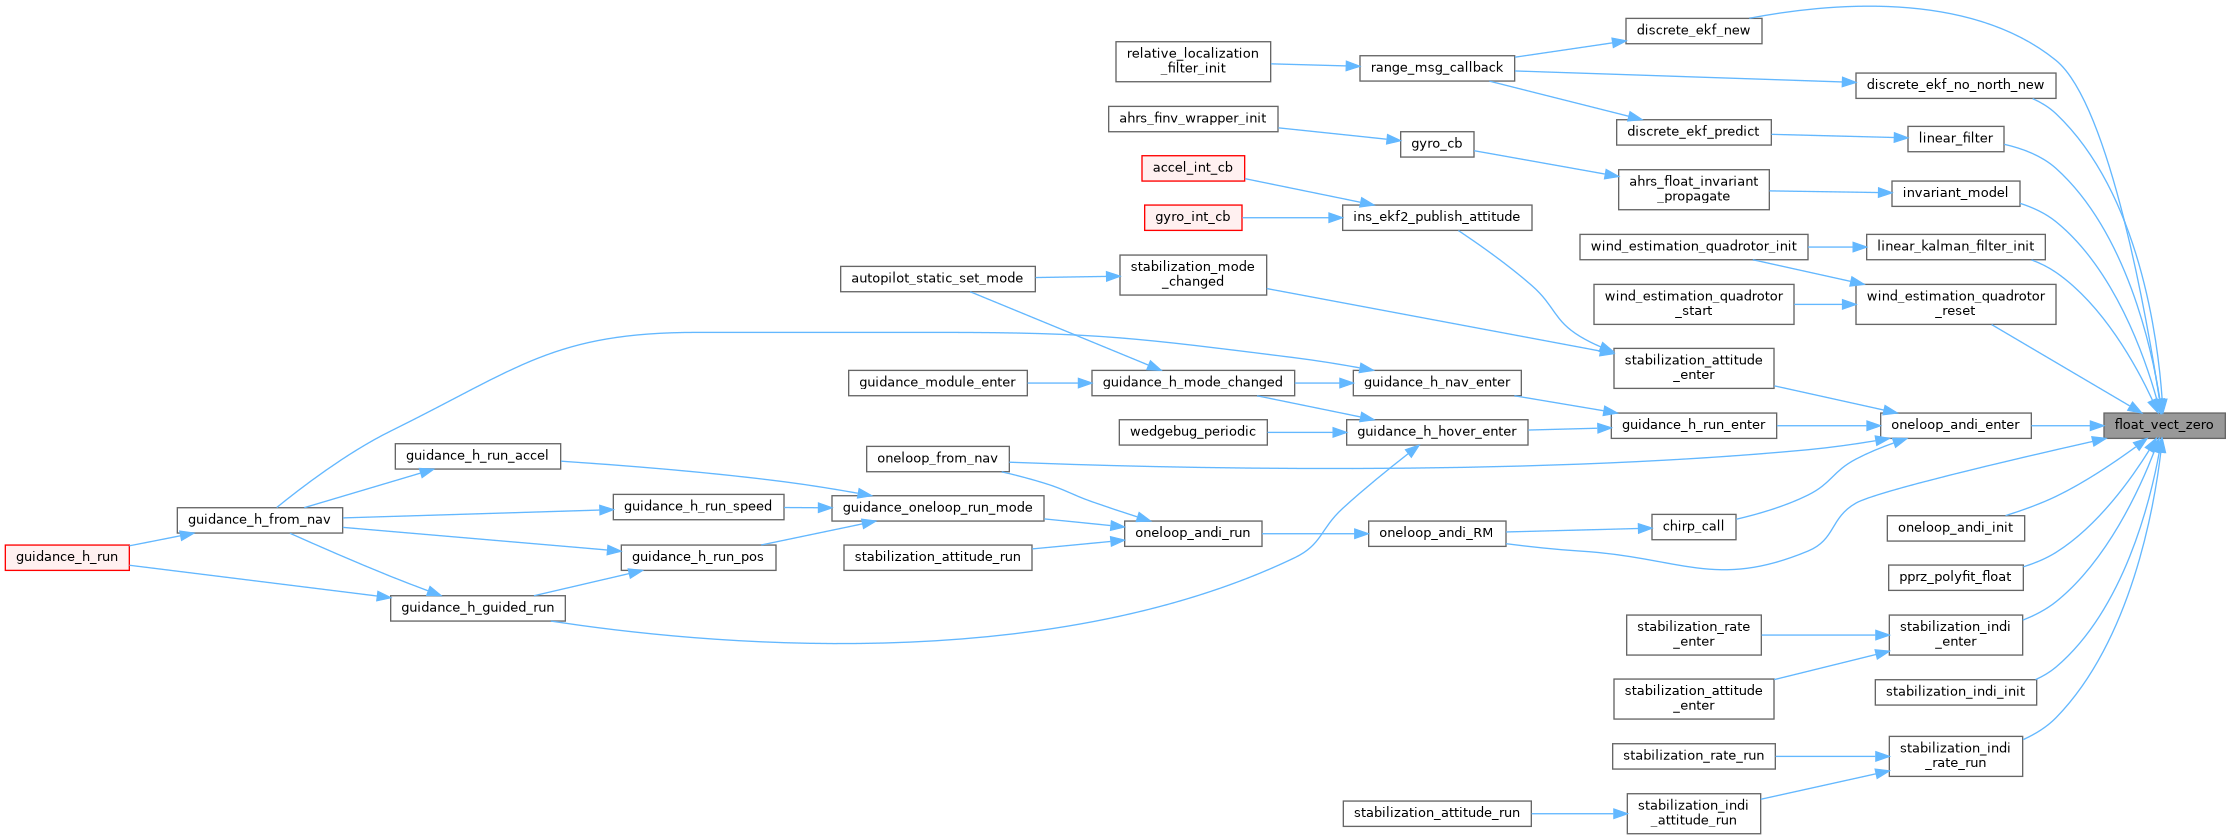 discrete_ekf_new
relative_localization
_filter_init
range_msg_callback
discrete_ekf_no_north_new
ahrs_finv_wrapper_init
discrete_ekf_predict
linear_filter
gyro_cb
accel_int_cb
ahrs_float_invariant
_propagate
invariant_model
gyro_int_cb
ins_ekf2_publish_attitude
wind_estimation_quadrotor_init
linear_kalman_filter_init
autopilot_static_set_mode
stabilization_mode
_changed
wind_estimation_quadrotor
_start
wind_estimation_quadrotor
_reset
stabilization_attitude
_enter
guidance_module_enter
guidance_h_mode_changed
guidance_h_nav_enter
wedgebug_periodic
guidance_h_hover_enter
guidance_h_run_enter
oneloop_andi_enter
float_vect_zero
guidance_h_run_accel
oneloop_from_nav
guidance_h_from_nav
guidance_h_run_speed
guidance_oneloop_run_mode
guidance_h_run
guidance_h_run_pos
stabilization_attitude_run
oneloop_andi_run
oneloop_andi_RM
chirp_call
oneloop_andi_init
guidance_h_guided_run
pprz_polyfit_float
stabilization_rate
_enter
stabilization_indi
_enter
stabilization_attitude
_enter
stabilization_indi_init
stabilization_rate_run
stabilization_indi
_rate_run
stabilization_attitude_run
stabilization_indi
_attitude_run